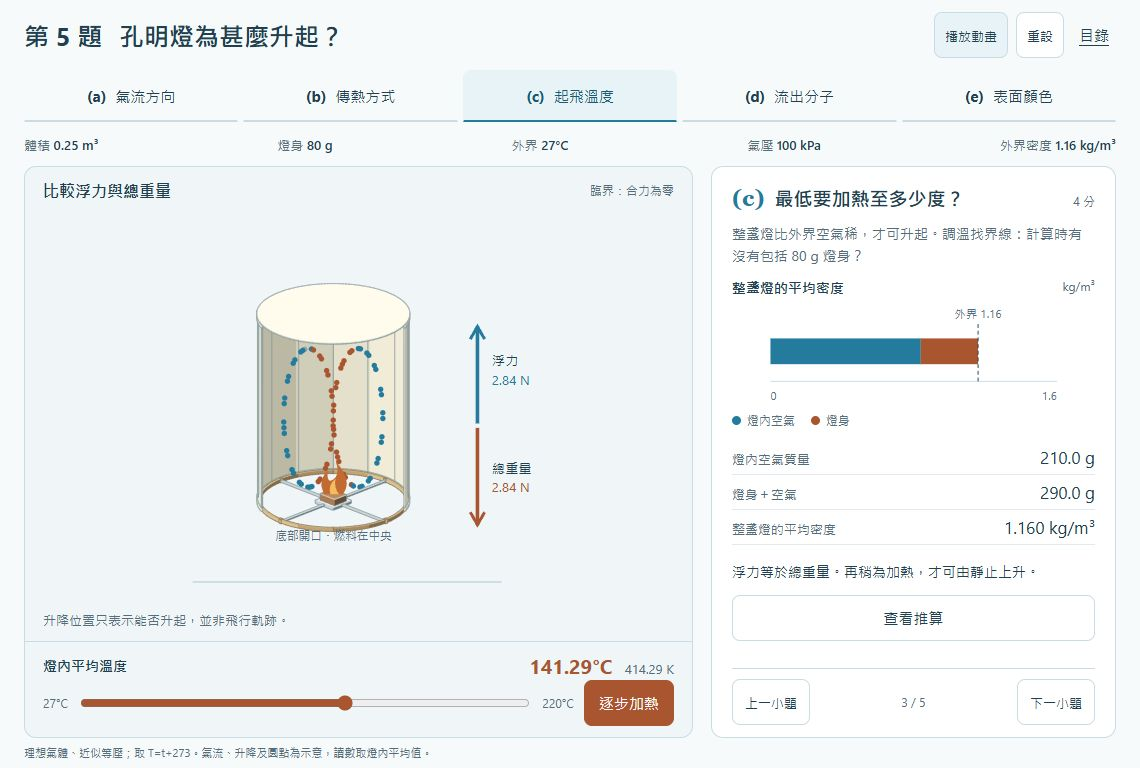 第 5 題 孔明燈為甚麼升起？
播放動畫
重設
目錄
(a) 氣流方向
(b) 傳熱方式
(c) 起飛溫度
(d) 流出分子
(e) 表面顏色
體積 0.25 m³
燈身 80 g
外界 27°C
氣壓 100 kPa
外界密度 1.16 kg/m³
比較浮力與總重量
臨界：合力為零
浮力
2.84 N
總重量
2.84 N
底部開口．燃料在中央
升降位置只表示能否升起，並非飛行軌跡。
燈內平均溫度
141.29°C 414.29 K
27°C
220°C
逐步加熱
(c) 最低要加熱至多少度？
4 分
整盞燈比外界空氣稀，才可升起。調溫找界線：計算時有
沒有包括 80 g 燈身？
整盞燈的平均密度
kg/m³
外界 1.16
0
1.6
燈內空氣
燈身
燈內空氣質量
210.0 g
燈身 + 空氣
290.0 g
整盞燈的平均密度
1.160 kg/m³
浮力等於總重量。再稍為加熱，才可由靜止上升。
查看推算
上一小題
3 / 5
下一小題
理想氣體、近似等壓；取 T=t+273。氣流、升降及圓點為示意，讀數取燈內平均值。